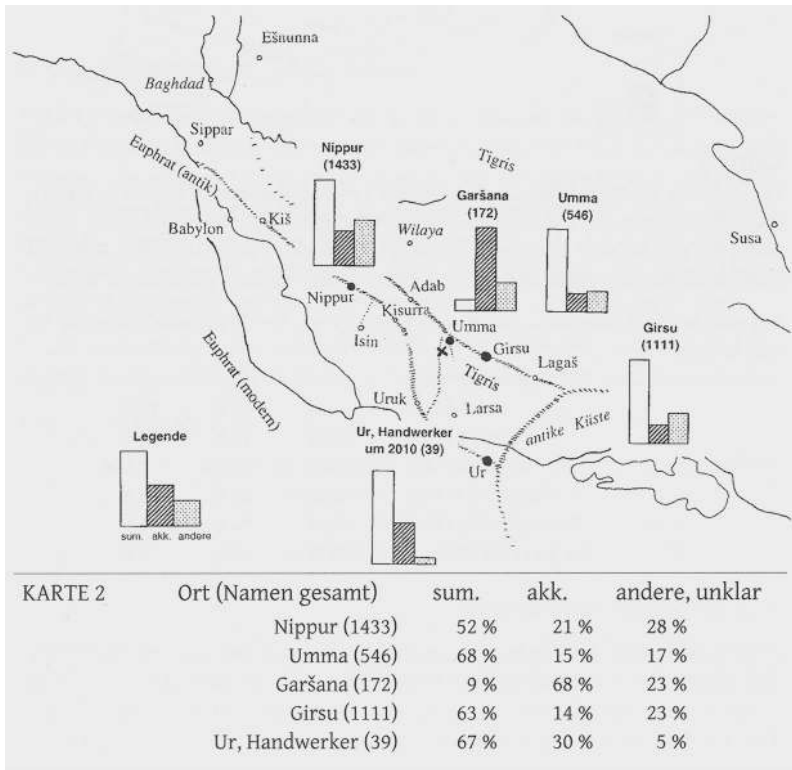 Ešnunna
Baghdad
Sippar
Euphrat (antik)
Nippur
(1433)
Tigris
Garšana
(172)
Umma
(546)
Babylon
Kiš
Wilaya
Susa
Nippur
Adab
Kisurra
Isin
Umma
Girsu
Girsu
(1111)
Euphrat (modern)
Tigris
Lagaš
Uruk
Larsa
antike Küste
Ur, Handwerker
um 2010 (39)
Ur
Legende
sum. akk. andere
KARTE 2 Ort (Namen gesamt) sum. akk. andere, unklar
Nippur (1433) 52 % 21 % 28 %
Umma (546) 68 % 15 % 17 %
Garšana (172) 9 % 68 % 23 %
Girsu (1111) 63 % 14 % 23 %
Ur, Handwerker (39) 67 % 30 % 5 %